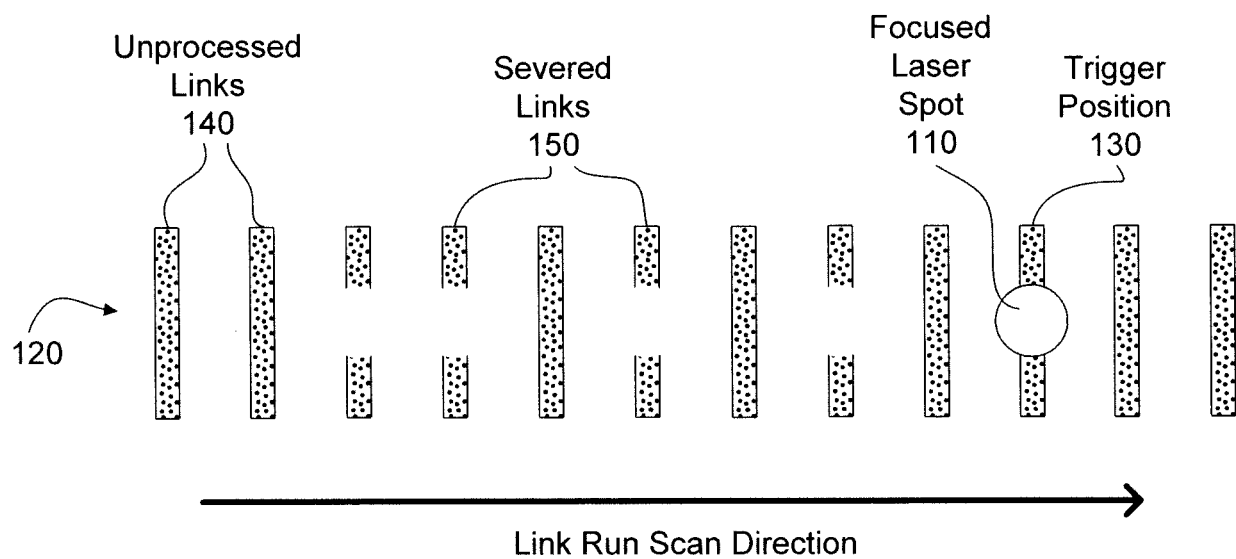 Unprocessed
Links
140
Severed
Links
150
Focused
Laser
Spot
110
Trigger
Position
130
120
Link Run Scan Direction